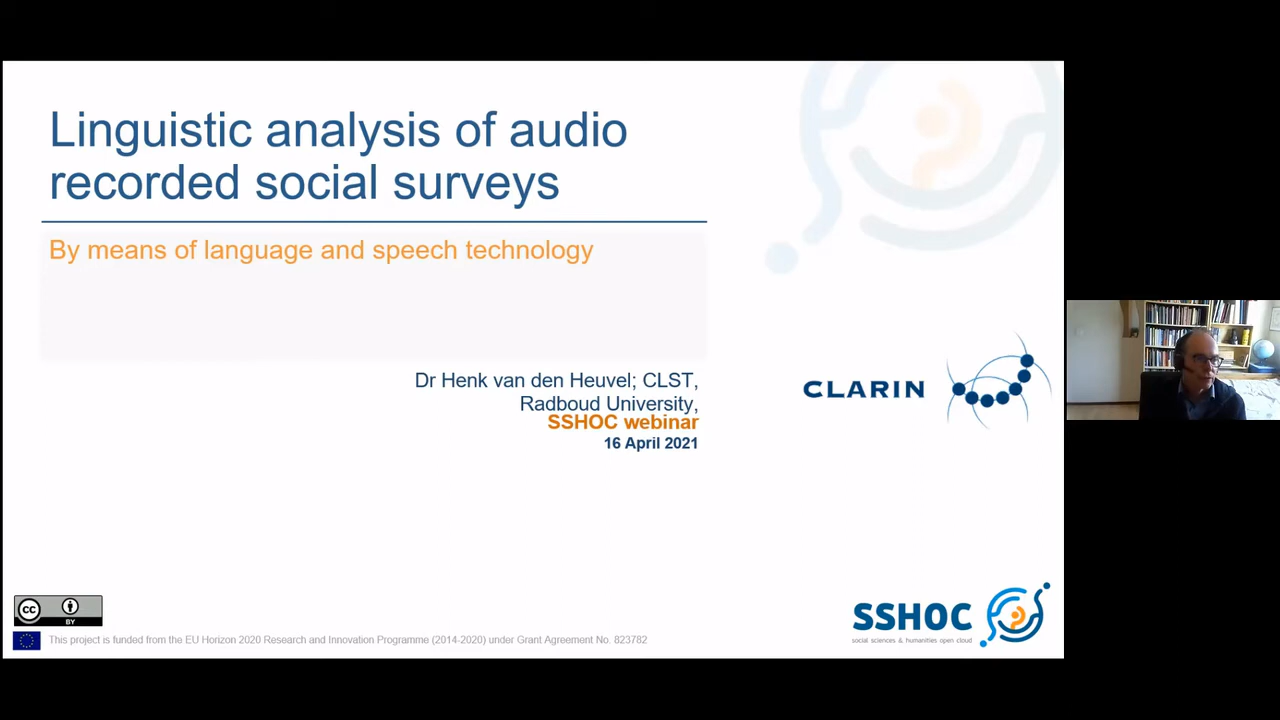 Linguistic analysis of audio
recorded social surveys
By means of language and speech technology
Dr Henk van den Heuvel; CLST,
Radboud University,
SSHOC webinar
16 April 2021
CLARIN
CC
BY
SSHOC
social sciences & humanities open cloud
This project is funded from the EU Horizon 2020 Research and Innovation Programme (2014-2020) under Grant Agreement No. 823782